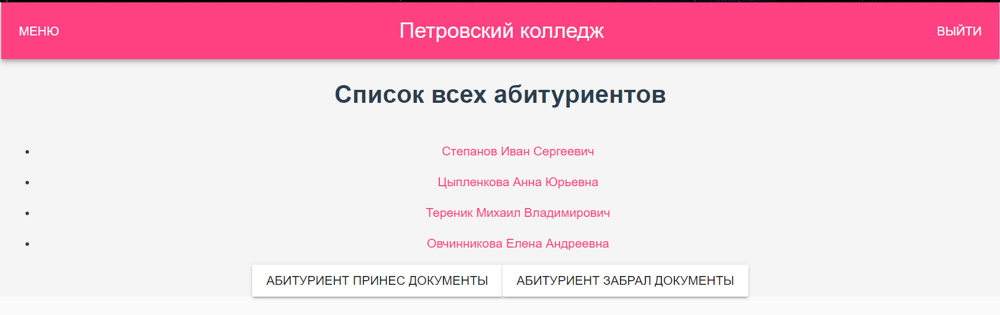 МЕНЮ Петровский колледж ВЫЙТИ
Список всех абитуриентов
Степанов Иван Сергеевич
Цыпленкова Анна Юрьевна
Тереник Михаил Владимирович
Овчинникова Елена Андреевна
АБИТУРИЕНТ ПРИНЕС ДОКУМЕНТЫ АБИТУРИЕНТ ЗАБРАЛ ДОКУМЕНТЫ